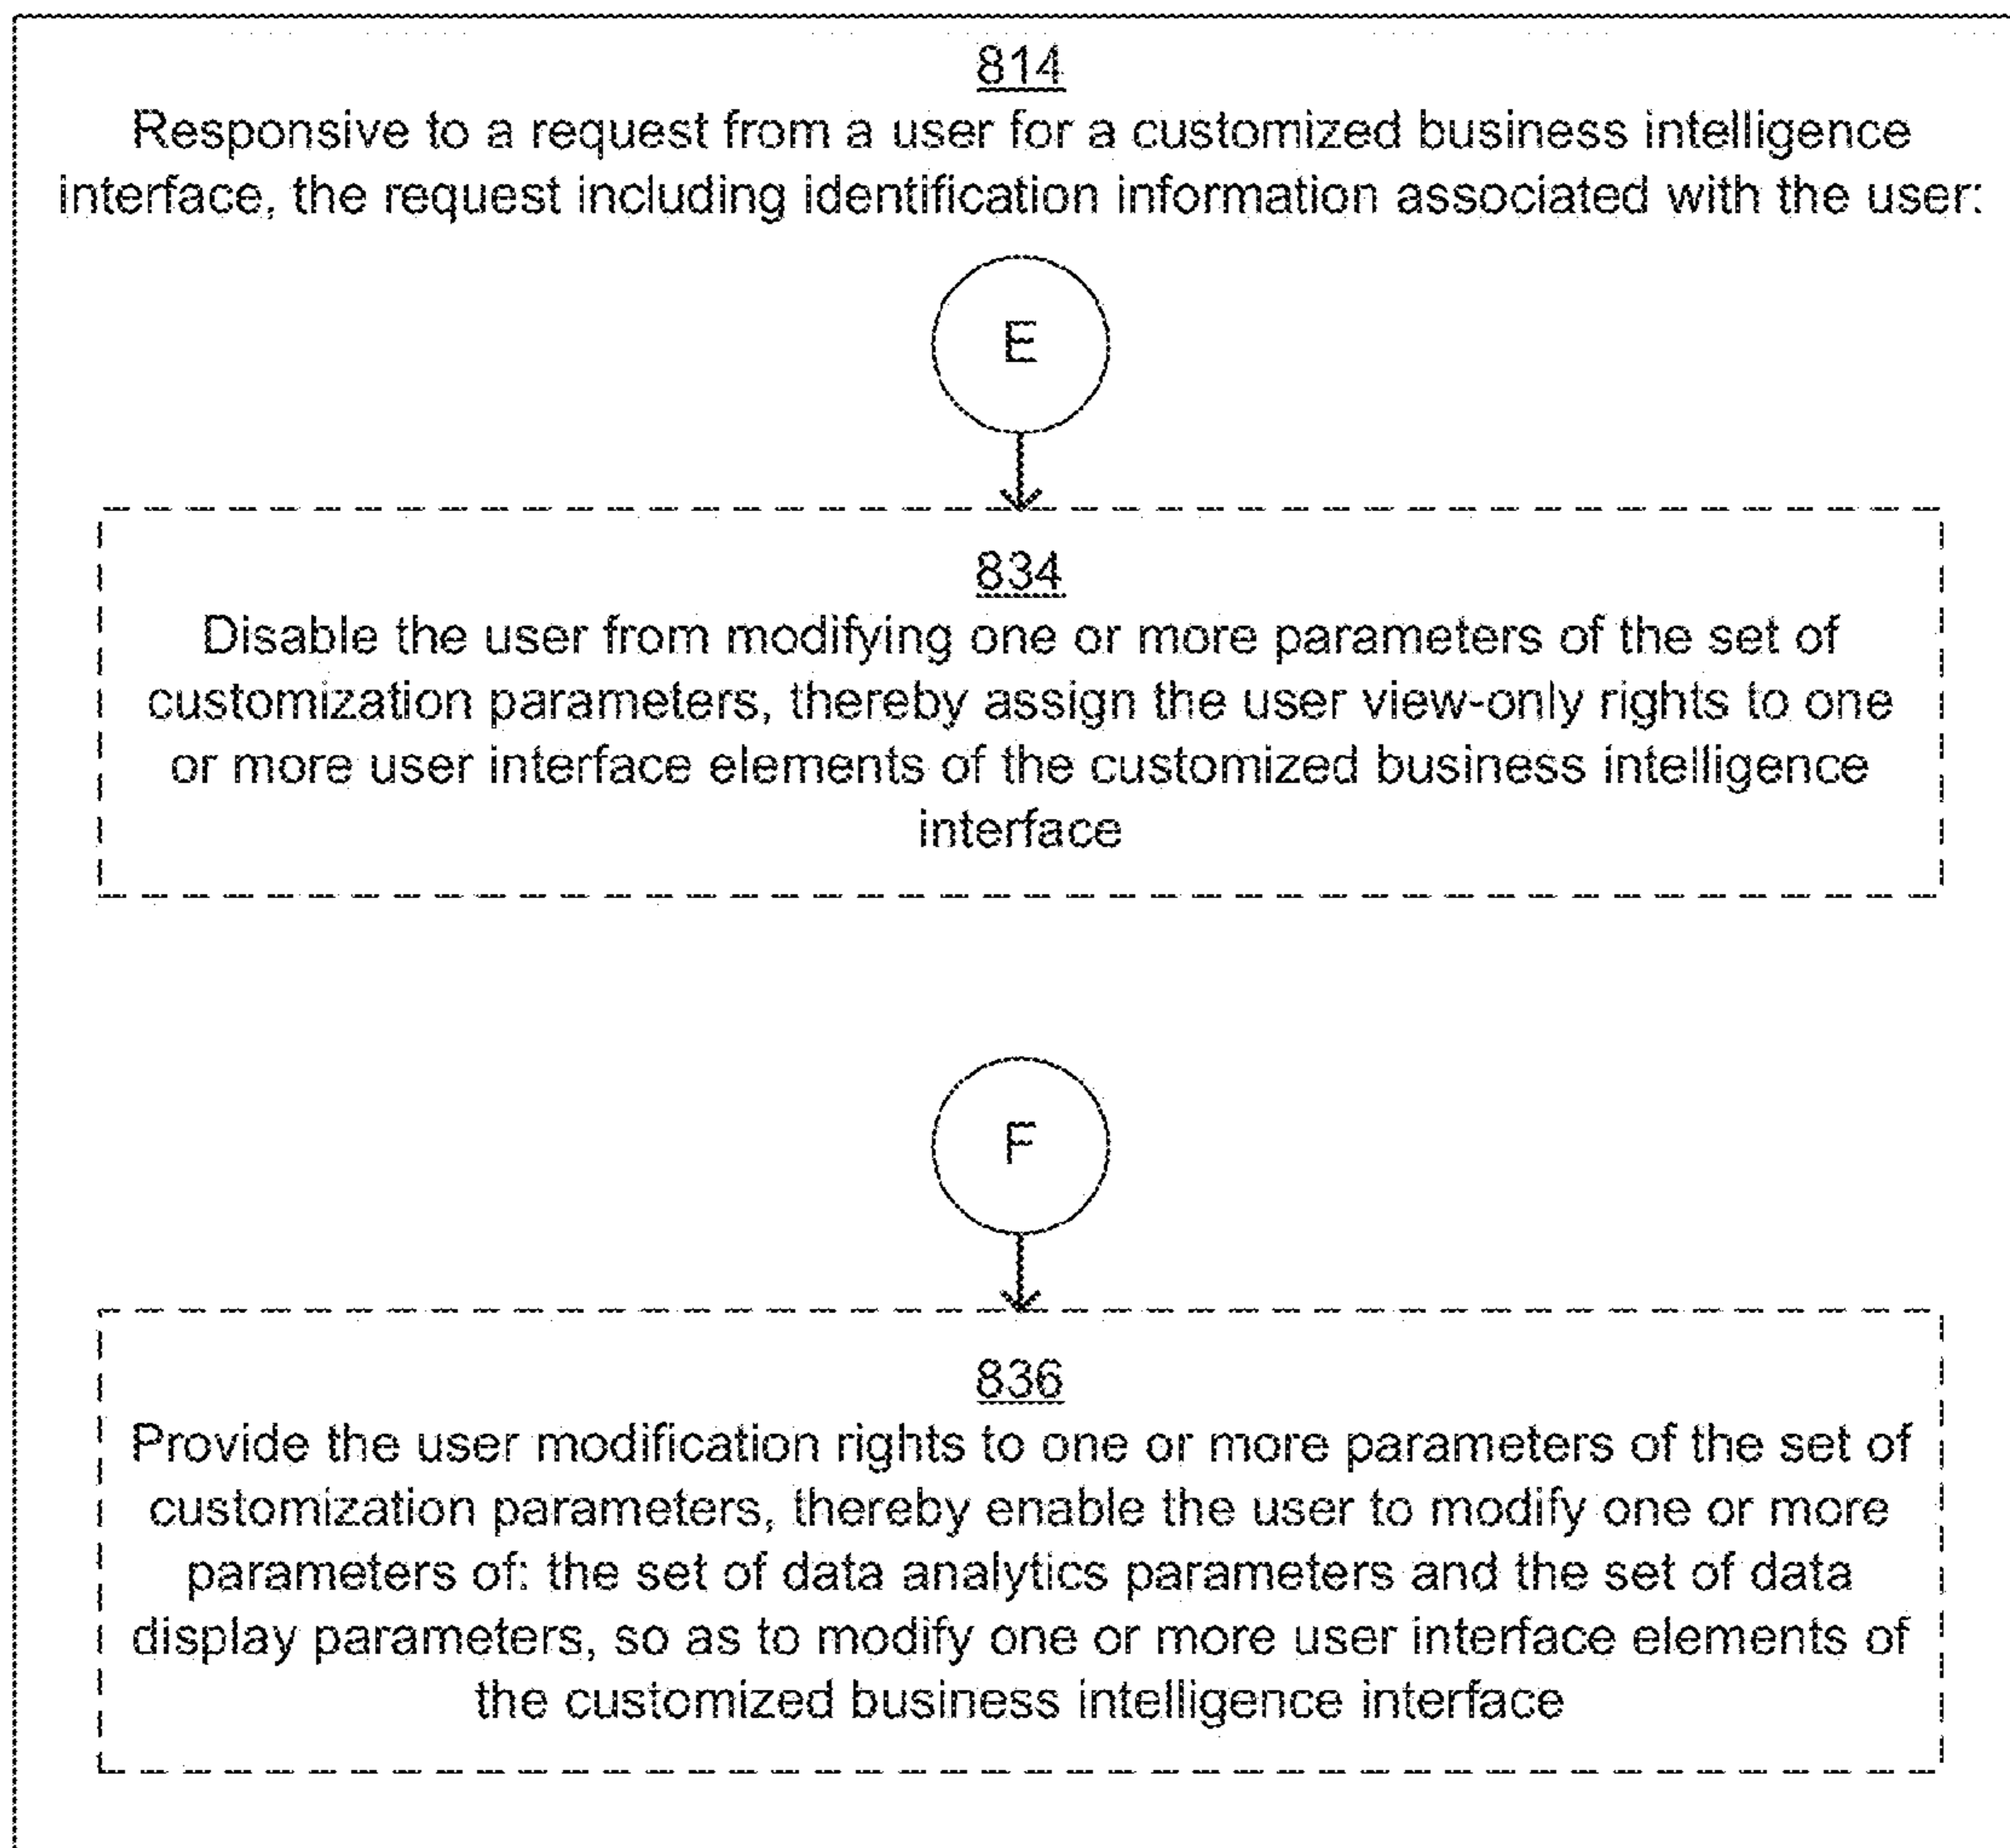 814
Responsive to a request from a user for a customized business intelligence
interface, the request including identification information associated with the user:
E
834
Disable the user from modifying one or more parameters of the set of
customization parameters, thereby assign the user view-only rights to one
or more user interface elements of the customized business intelligence
interface
F
836
Provide the user modification rights to one or more parameters of the set of
customization parameters, thereby enable the user to modify one or more
parameters of: the set of data analytics parameters and the set of data
display parameters, so as to modify one or more user interface elements of
the customized business intelligence interface